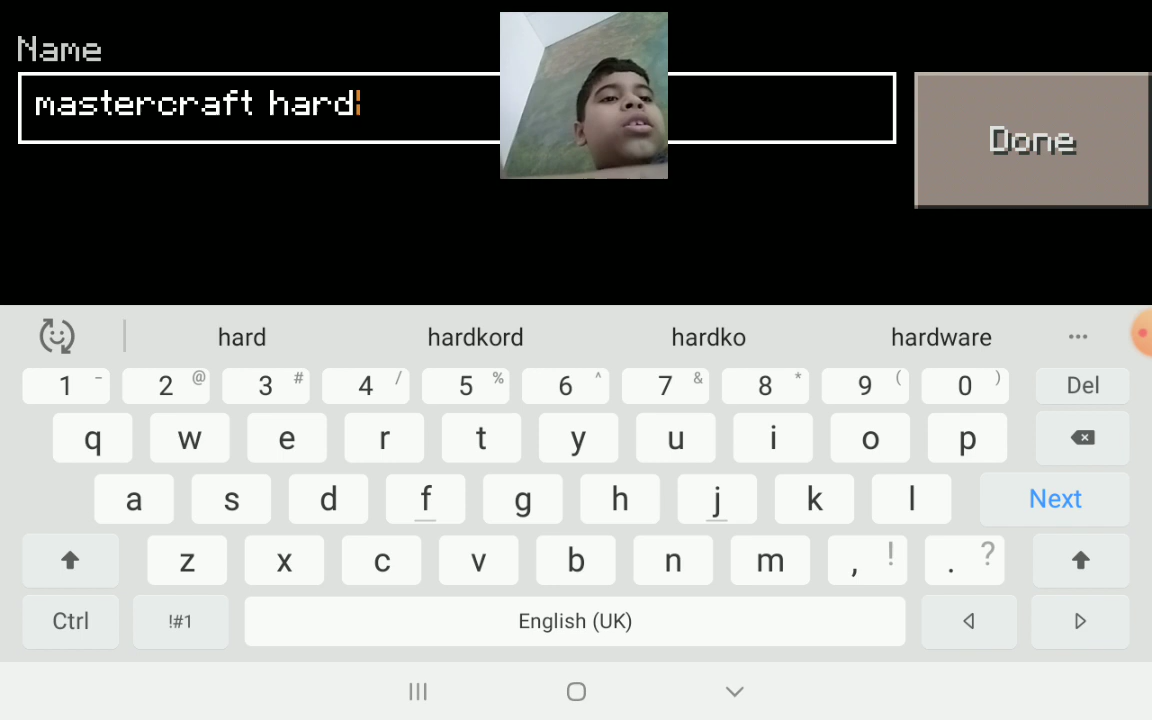 Name
mastercraft hard
Done
hard hardkord hardko hardware ...
1 - 2 @ 3 # 4 / 5 % 6 ^ 7 & 8 * 9 ( 0 ) Del
q w e r t y u i o p
a s d f g h j k l Next
z x c v b n m , ! . ?
Ctrl !#1 English (UK)